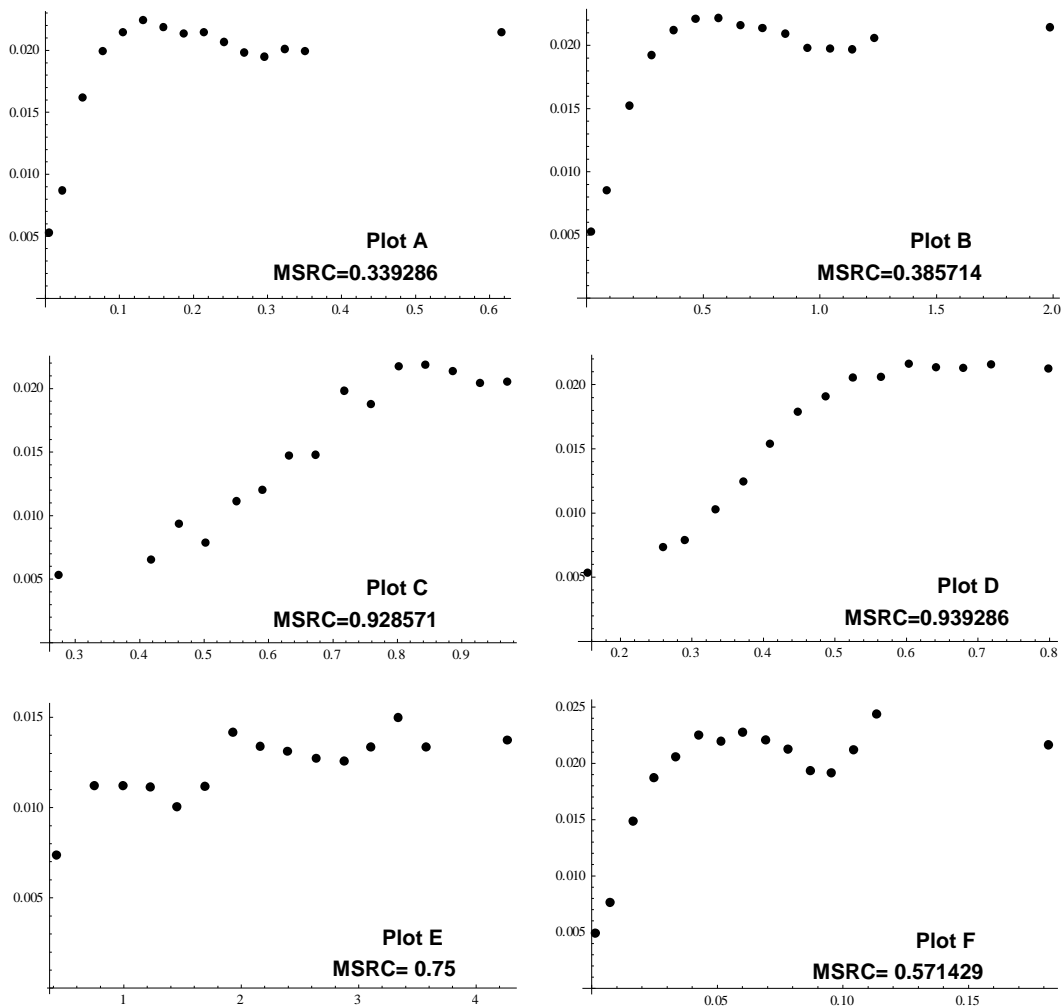 0.020
0.015
0.010
0.005
0.1 0.2 0.3 0.4 0.5 0.6
Plot A
MSRC=0.339286
0.020
0.015
0.010
0.005
0.5 1.0 1.5 2.0
Plot B
MSRC=0.385714
0.020
0.015
0.010
0.005
0.3 0.4 0.5 0.6 0.7 0.8 0.9
Plot C
MSRC=0.928571
0.020
0.015
0.010
0.005
0.2 0.3 0.4 0.5 0.6 0.7 0.8
Plot D
MSRC=0.939286
0.015
0.010
0.005
1 2 3 4
Plot E
MSRC= 0.75
0.025
0.020
0.015
0.010
0.005
0.05 0.10 0.15
Plot F
MSRC= 0.571429